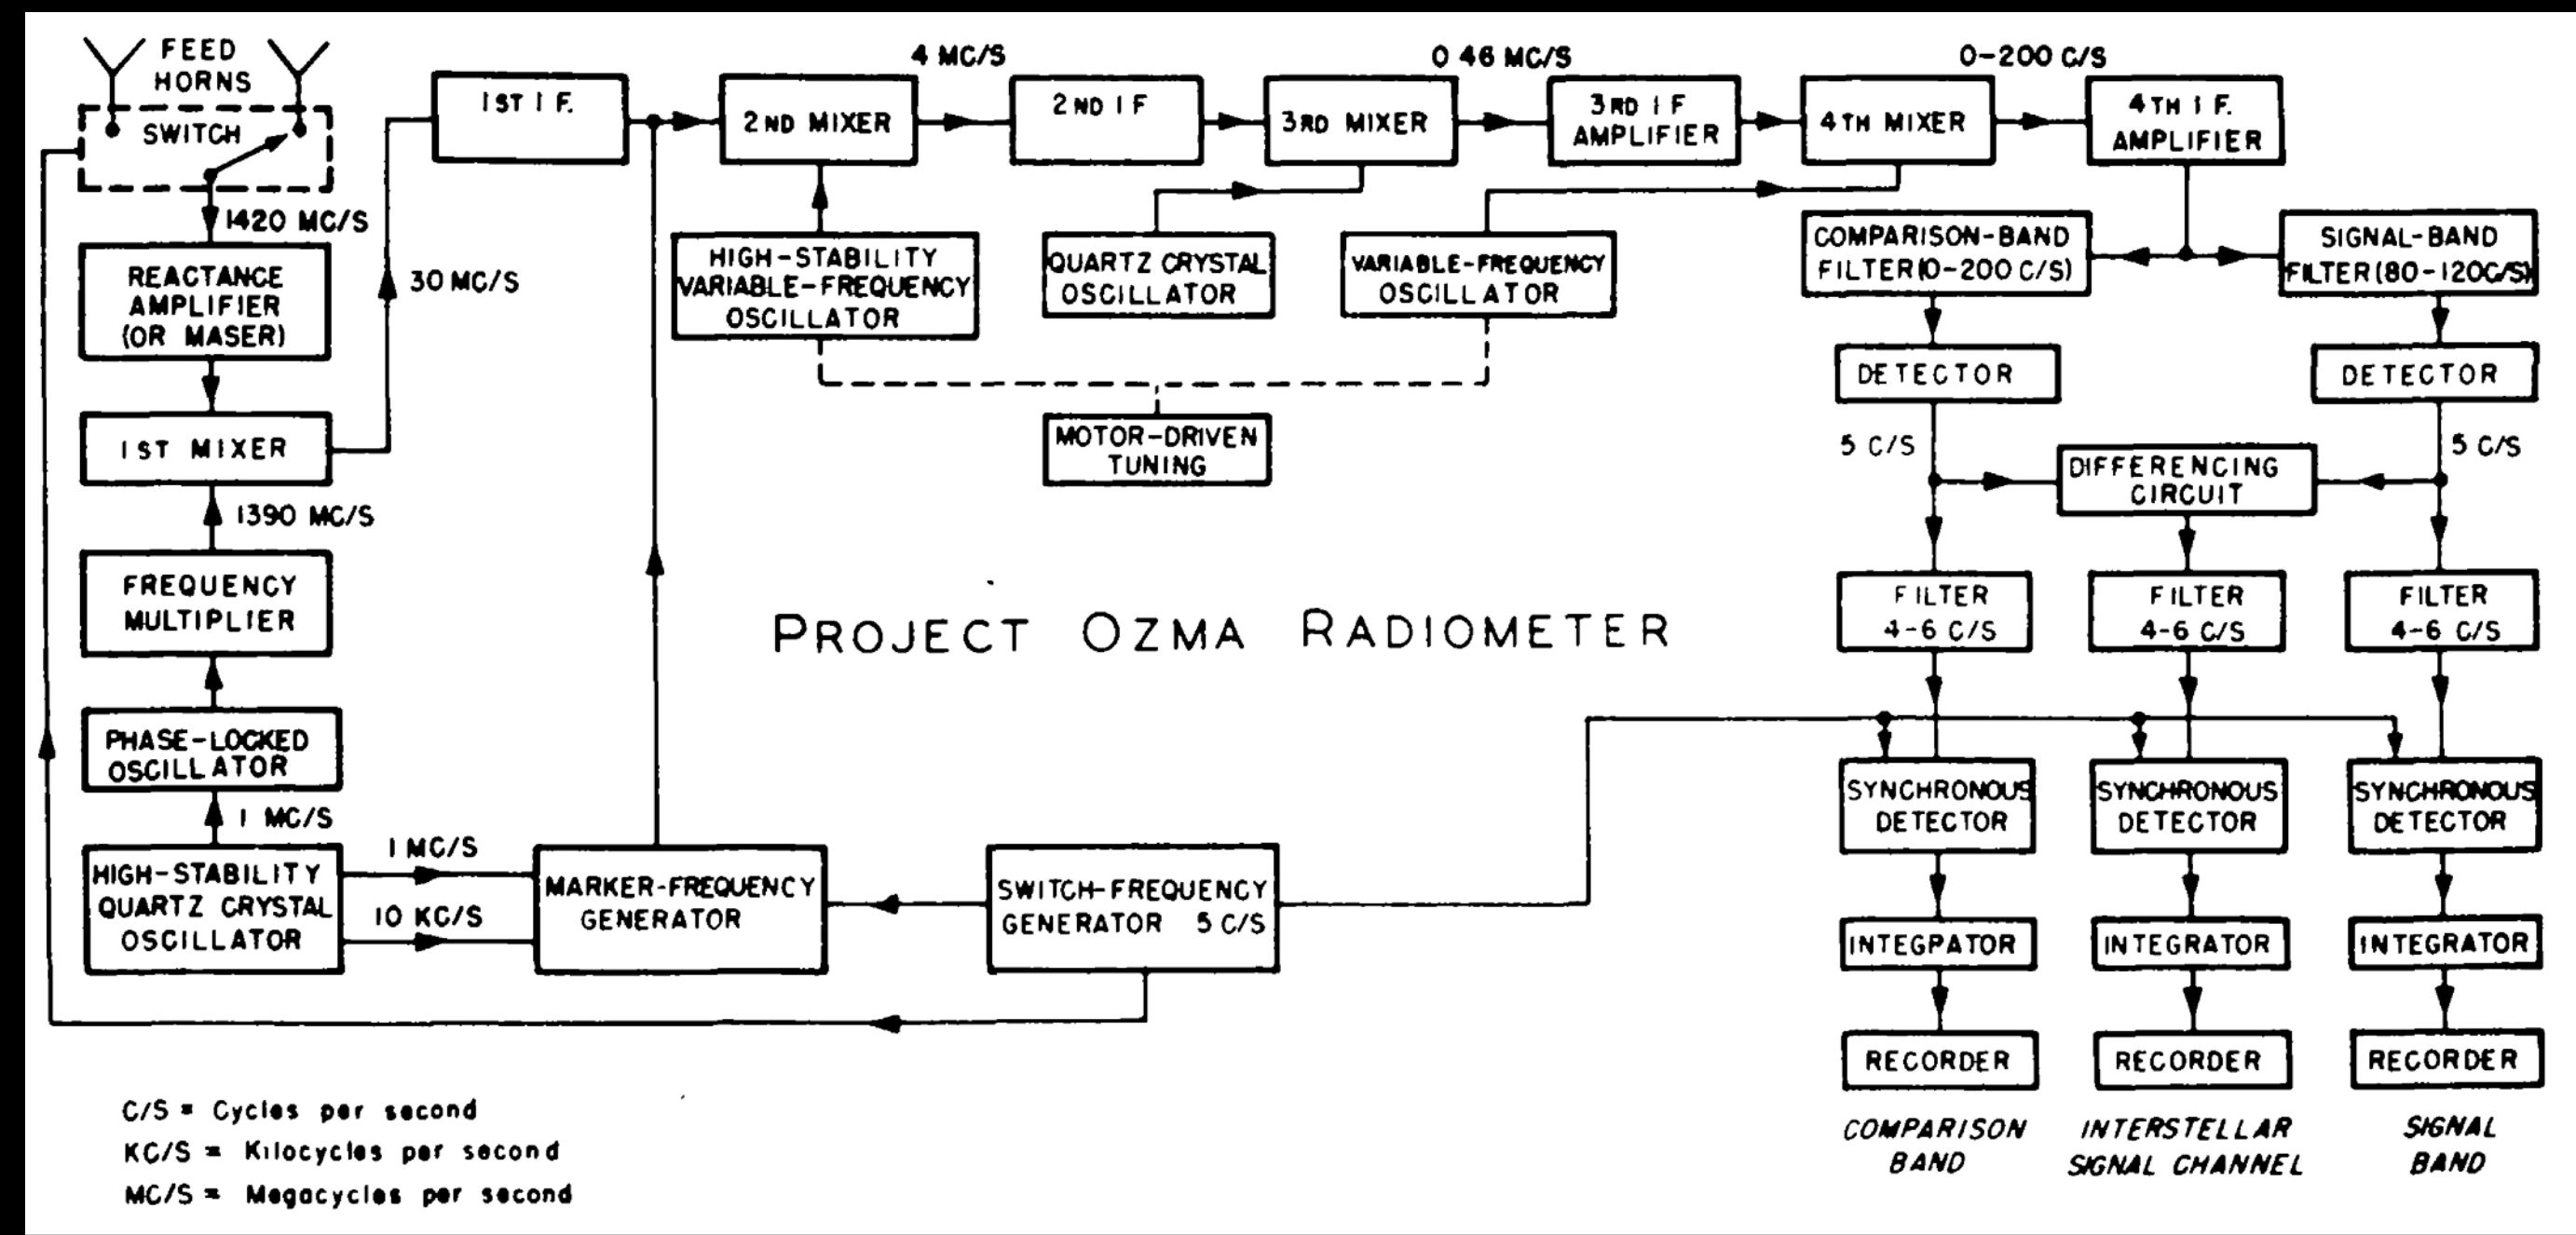 FEED
HORNS
SWITCH
1420 MC/S
REACTANCE
AMPLIFIER
(OR MASER)
1ST MIXER
30 MC/S
1390 MC/S
FREQUENCY
MULTIPLIER
PHASE-LOCKED
OSCILLATOR
1 MC/S
HIGH-STABILITY
QUARTZ CRYSTAL
OSCILLATOR
1 MC/S
10 KC/S
MARKER-FREQUENCY
GENERATOR
SWITCH-FREQUENCY
GENERATOR 5 C/S
1ST I F.
2ND MIXER
4 MC/S
2ND I F
3RD MIXER
0 46 MC/S
3RD I F
AMPLIFIER
4TH MIXER
0-200 C/S
4TH I F.
AMPLIFIER
HIGH-STABILITY
VARIABLE-FREQUENCY
OSCILLATOR
QUARTZ CRYSTAL
OSCILLATOR
VARIABLE-FREQUENCY
OSCILLATOR
MOTOR-DRIVEN
TUNING
COMPARISON-BAND
FILTER (0-200 C/S)
SIGNAL-BAND
FILTER (80-120C/S)
DETECTOR
DETECTOR
5 C/S
5 C/S
DIFFERENCING
CIRCUIT
FILTER
4-6 C/S
FILTER
4-6 C/S
FILTER
4-6 C/S
PROJECT OZMA RADIOMETER
SYNCHRONOUS
DETECTOR
SYNCHRONOUS
DETECTOR
SYNCHRONOUS
DETECTOR
INTEGPATOR
INTEGRATOR
INTEGRATOR
RECORDER
RECORDER
RECORDER
COMPARISON
BAND
INTERSTELLAR
SIGNAL CHANNEL
SIGNAL
BAND
C/S = Cycles per second
KC/S = Kilocycles per second
MC/S = Megacycles per second